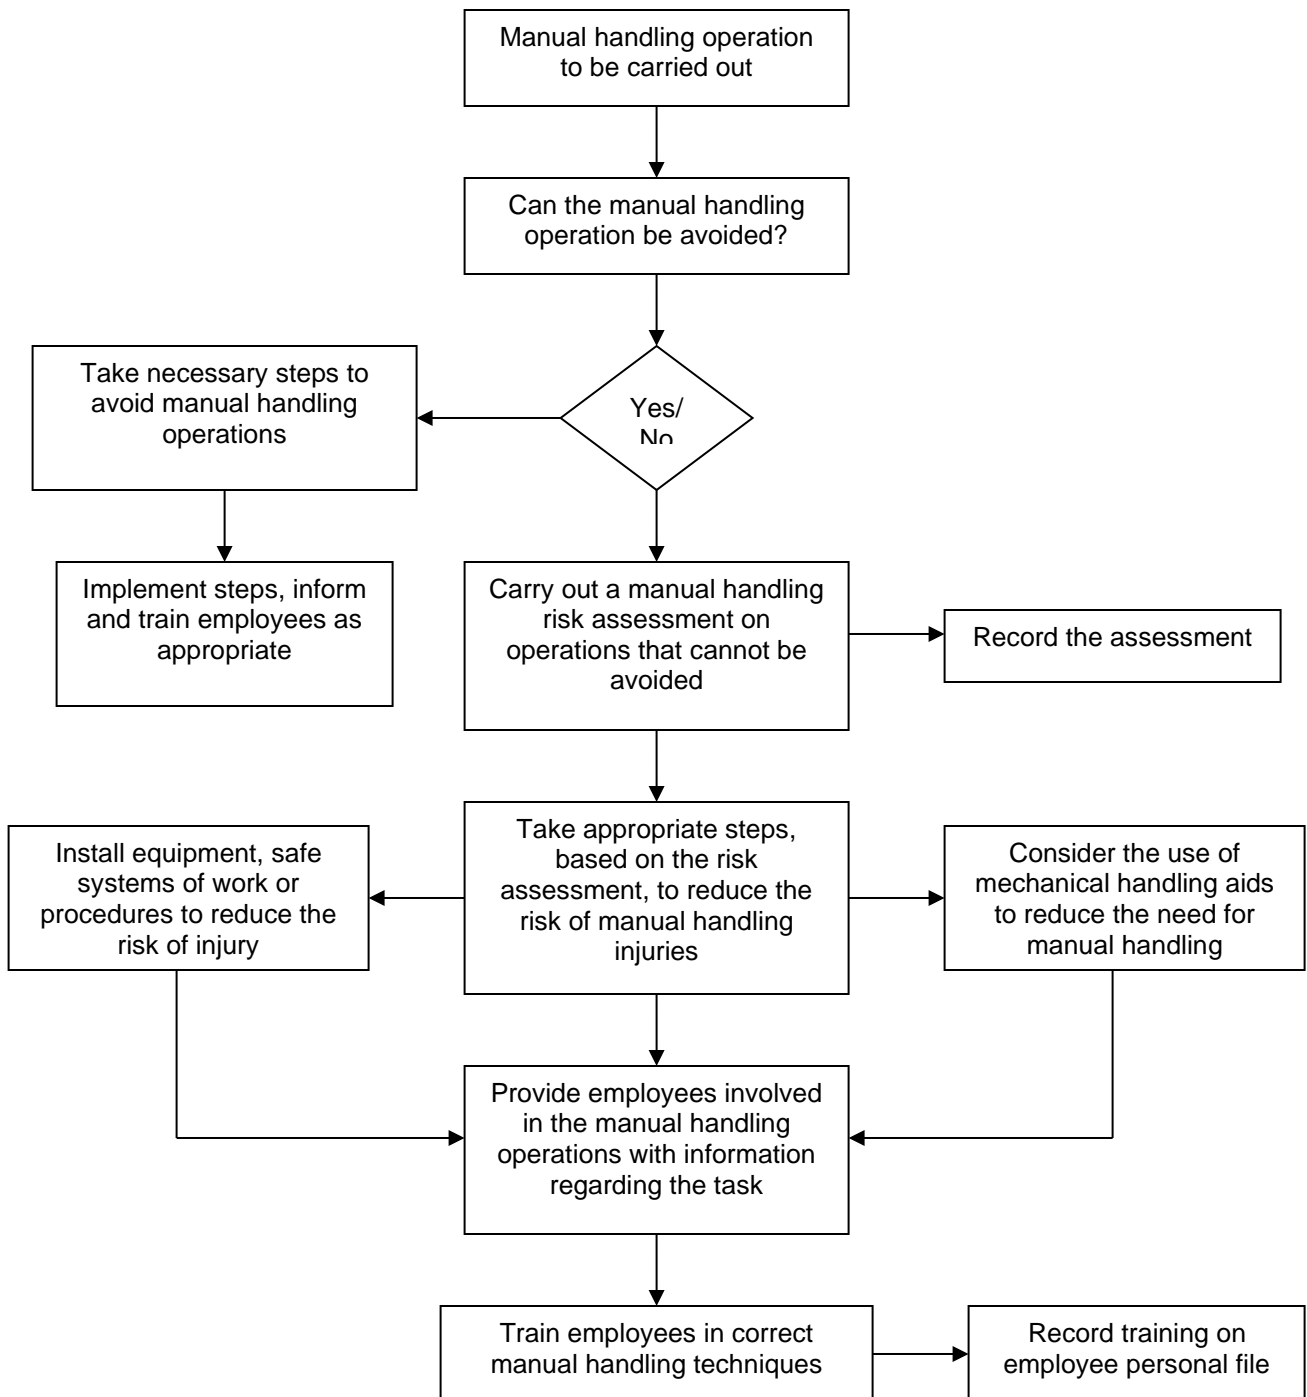 Manual handling operation
to be carried out
Can the manual handling
operation be avoided?
Yes/
No
Take necessary steps to
avoid manual handling
operations
Implement steps, inform
and train employees as
appropriate
Carry out a manual handling
risk assessment on
operations that cannot be
avoided
Record the assessment
Take appropriate steps,
based on the risk
assessment, to reduce the
risk of manual handling
injuries
Install equipment, safe
systems of work or
procedures to reduce the
risk of injury
Consider the use of
mechanical handling aids
to reduce the need for
manual handling
Provide employees involved
in the manual handling
operations with information
regarding the task
Train employees in correct
manual handling techniques
Record training on
employee personal file